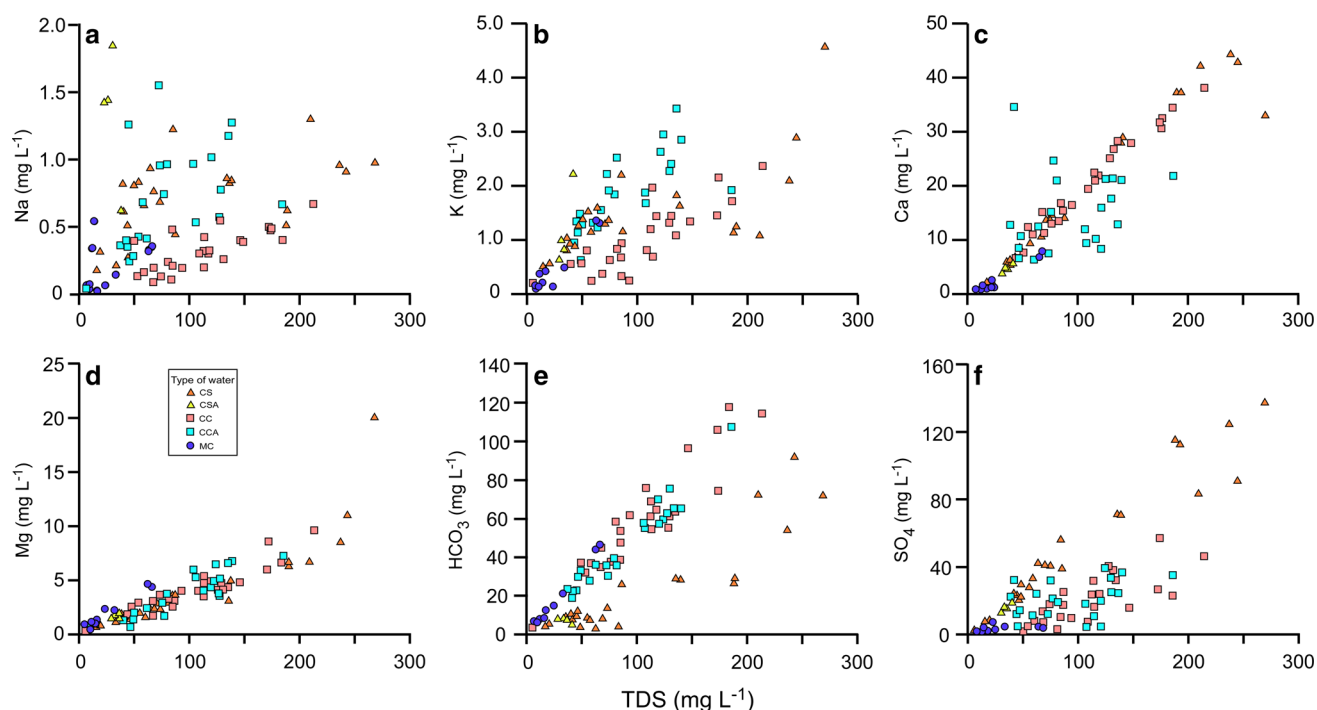 a
2.0
1.5
1.0
0.5
0
Na (mg L-1)
0 100 200 300
b
5.0
4.0
3.0
2.0
1.0
0
K (mg L-1)
0 100 200 300
c
50
40
30
20
10
0
Ca (mg L-1)
0 100 200 300
d
25
20
15
10
5
0
Mg (mg L-1)
0 100 200 300
Type of water
CS
CSA
CC
CCA
MC
e
140
120
100
80
60
40
20
0
HCO3 (mg L-1)
0 100 200 300
f
160
120
80
40
0
SO4 (mg L-1)
0 100 200 300
TDS (mg L-1)